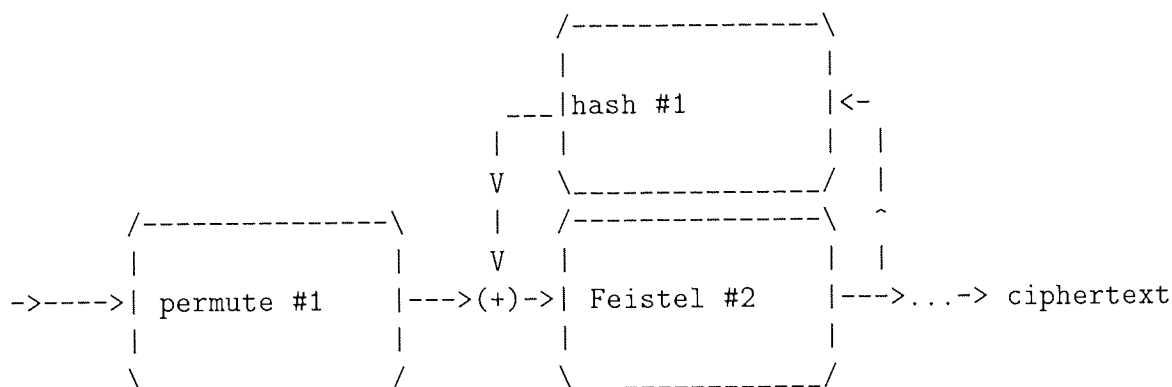 hash #1
permute #1
(+)
Feistel #2
... ciphertext